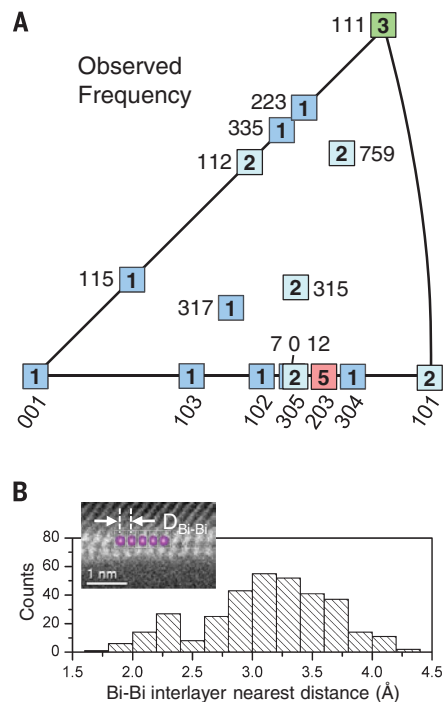 A
Observed
Frequency
111 3
223 1
335 1
112 2
2 759
115 1
317 1
2 315
7 0 12
1 1 1 2 5 1 2
001 103 102 305 203 304 101
B
D Bi-Bi
1 nm
80
60
40
20
0
Counts
1.5 2.0 2.5 3.0 3.5 4.0 4.5
Bi-Bi interlayer nearest distance (Å)